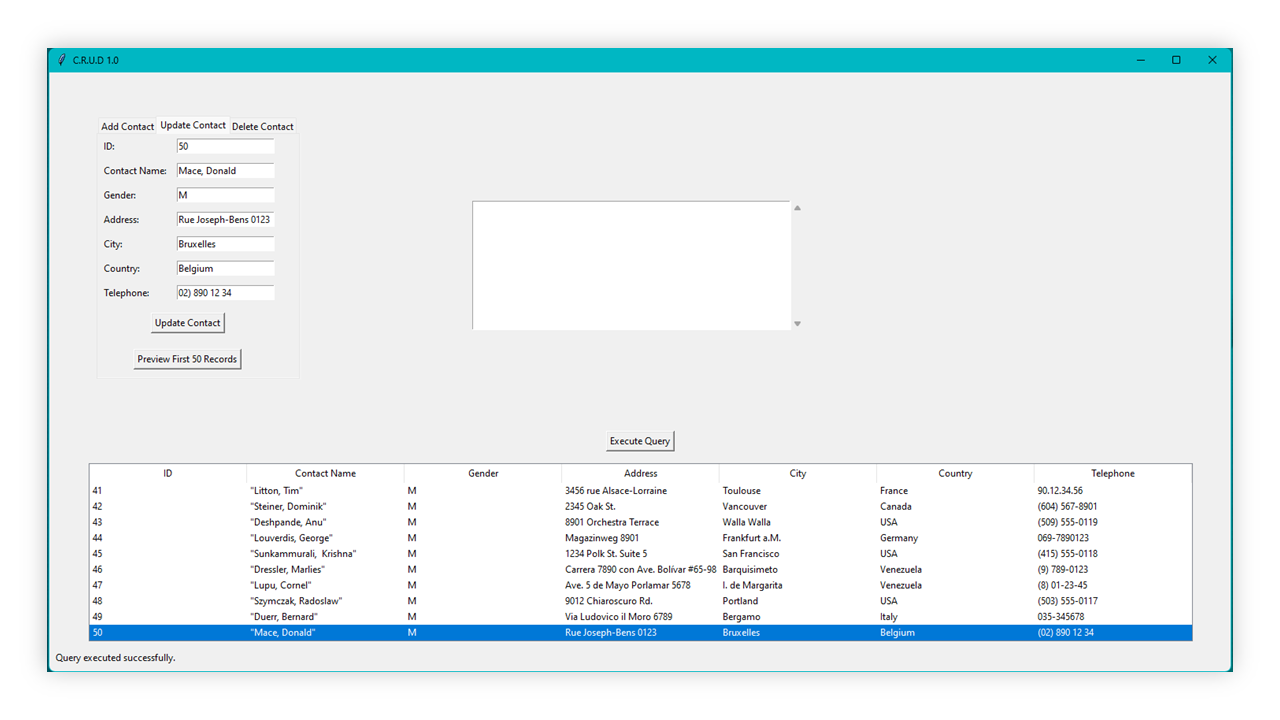 C.R.U.D 1.0
Add Contact Update Contact Delete Contact
ID: 50
Contact Name: Mace, Donald
Gender: M
Address: Rue Joseph-Bens 0123
City: Bruxelles
Country: Belgium
Telephone: 02) 890 12 34
Update Contact
Preview First 50 Records
Execute Query
ID Contact Name Gender Address City Country Telephone
41 "Litton, Tim" M 3456 rue Alsace-Lorraine Toulouse France 90.12.34.56
42 "Steiner, Dominik" M 2345 Oak St. Vancouver Canada (604) 567-8901
43 "Deshpande, Anu" M 8901 Orchestra Terrace Walla Walla USA (509) 555-0119
44 "Louverdis, George" M Magazinweg 8901 Frankfurt a.M. Germany 069-7890123
45 "Sunkammurali,  Krishna" M 1234 Polk St. Suite 5 San Francisco USA (415) 555-0118
46 "Dressler, Marlies" M Carrera 7890 con Ave. Bolívar #65-98 Barquisimeto Venezuela (9) 789-0123
47 "Lupu, Cornel" M Ave. 5 de Mayo Porlamar 5678 I. de Margarita Venezuela (8) 01-23-45
48 "Szymczak, Radoslaw" M 9012 Chiaroscuro Rd. Portland USA (503) 555-0117
49 "Duerr, Bernard" M Via Ludovico il Moro 6789 Bergamo Italy 035-345678
50 "Mace, Donald" M Rue Joseph-Bens 0123 Bruxelles Belgium (02) 890 12 34
Query executed successfully.